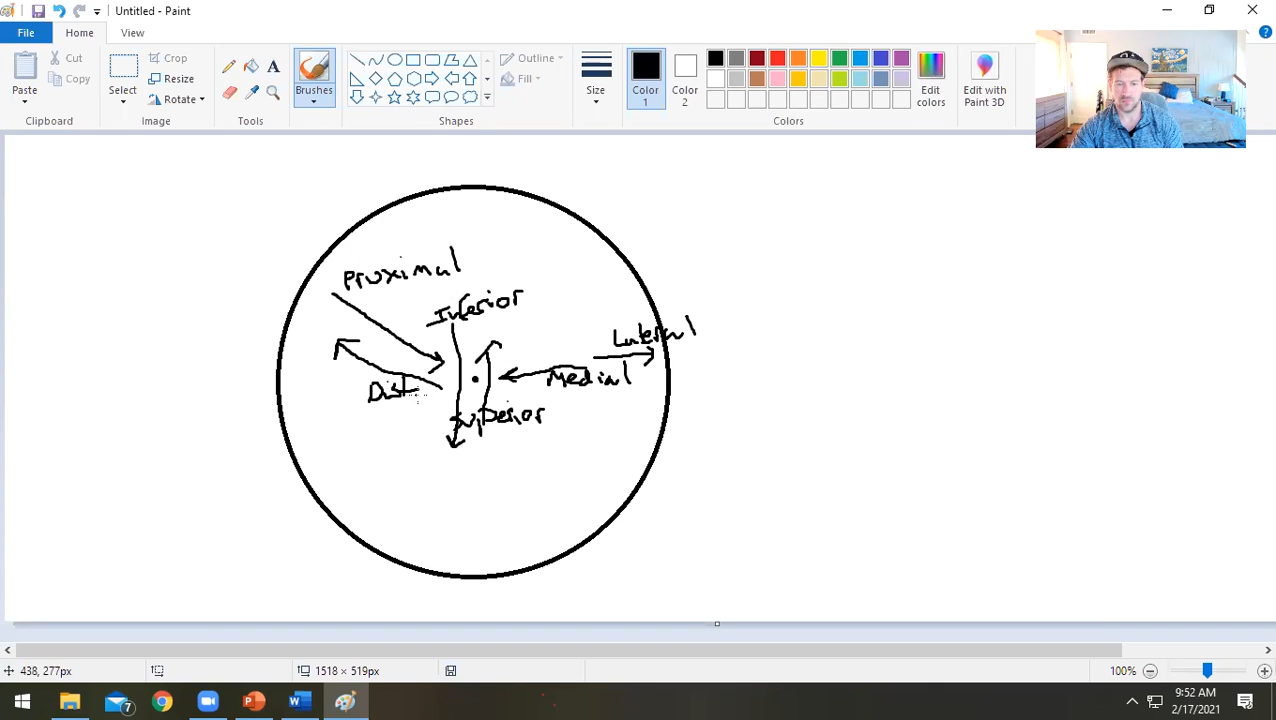 Untitled - Paint
File
Home
View
Paste
Cut
Copy
Clipboard
Select
Crop
Resize
Rotate
Image
Tools
Brushes
Shapes
Outline
Fill
Size
Color 1
Color 2
Edit colors
Edit with Paint 3D
Colors
Proximal
Inferior
Lateral
Medial
Dist
Superior
438, 277px
1518 × 519px
100%
7
9:52 AM
2/17/2021